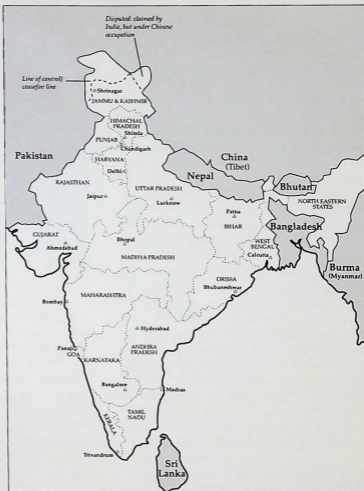 Disputed: claimed by
India, but under Chinese
occupation
Line of control/
ceasefire line
Srinagar
JAMMU & KASHMIR
HIMACHAL
PRADESH
PUNJAB
Shimla
Chandigarh
HARYANA
Delhi
Pakistan
China
(Tibet)
Nepal
Bhutan
RAJASTHAN
Jaipur
UTTAR PRADESH
Lucknow
NORTH EASTERN
STATES
Patna
BIHAR
Bangladesh
GUJARAT
Ahmedabad
Bhopal
MADHYA PRADESH
WEST
BENGAL
Calcutta
Burma
(Myanmar)
ORISSA
Bhubaneshwar
MAHARASHTRA
Bombay
Hyderabad
ANDHRA
PRADESH
Panaji
GOA
KARNATAKA
Bangalore
Madras
KERALA
TAMIL
NADU
Trivandrum
Sri
Lanka